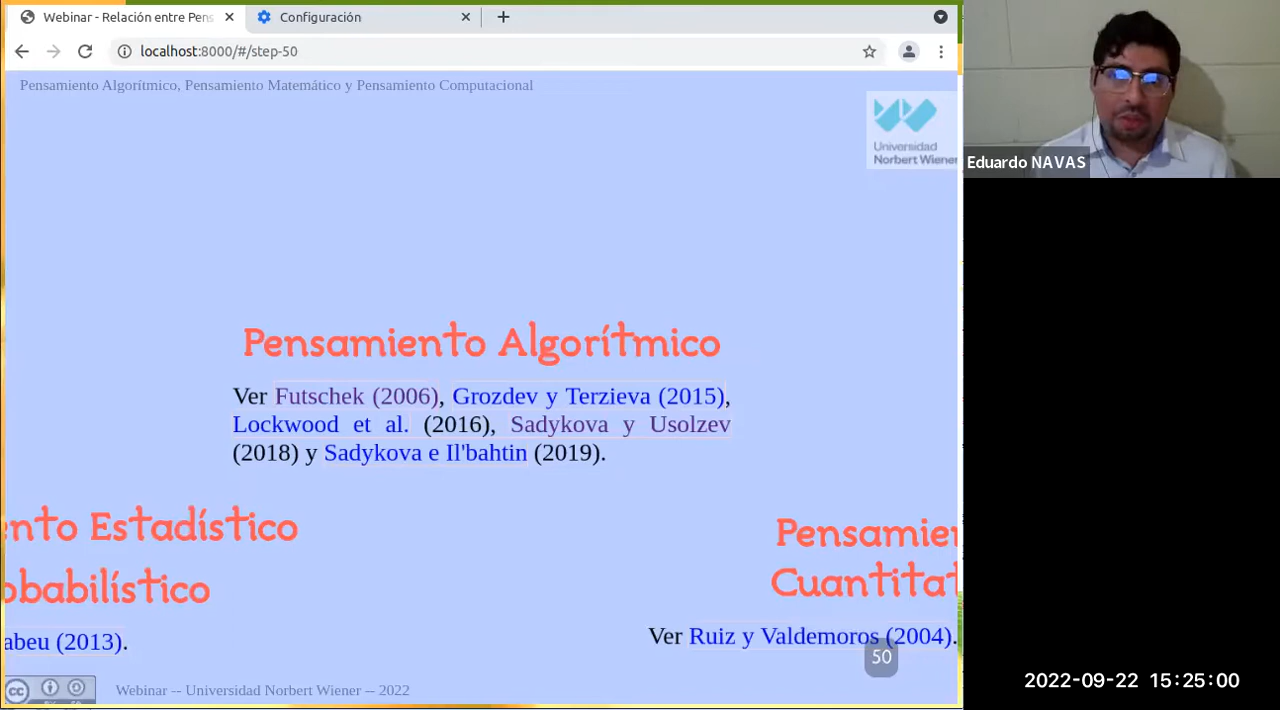 Webinar - Relación entre Pens
Configuración
localhost:8000/#/step-50
Pensamiento Algorítmico, Pensamiento Matemático y Pensamiento Computacional
Universidad
Norbert Wiener
Eduardo NAVAS
Pensamiento Algorítmico
Ver Futschek (2006), Grozdev y Terzieva (2015),
Lockwood et al. (2016), Sadykova y Usolzev
(2018) y Sadykova e Il'bahtin (2019).
nto Estadístico
obabilístico
abeu (2013).
Pensamien
Cuantitat
Ver Ruiz y Valdemoros (2004).
50
cc
Webinar -- Universidad Norbert Wiener -- 2022
2022-09-22 15:25:00